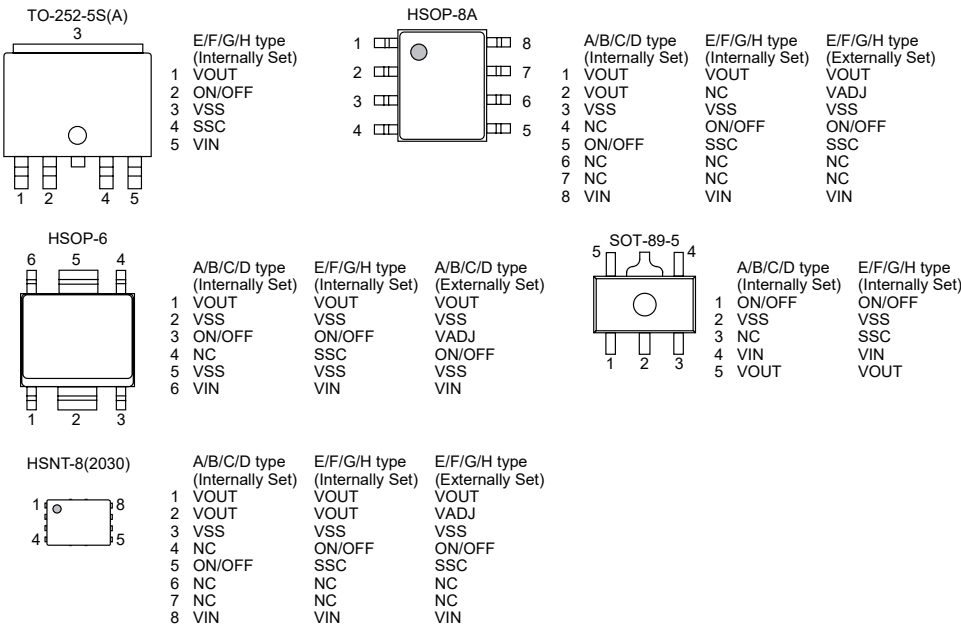 TO-252-5S(A)
3
1 2 4 5
E/F/G/H type
(Internally Set)
1 VOUT
2 ON/OFF
3 VSS
4 SSC
5 VIN
HSOP-8A
1 8
2 7
3 6
4 5
A/B/C/D type E/F/G/H type E/F/G/H type
(Internally Set) (Internally Set) (Externally Set)
1 VOUT VOUT VOUT
2 VOUT NC VADJ
3 VSS VSS VSS
4 NC ON/OFF ON/OFF
5 ON/OFF SSC SSC
6 NC NC NC
7 NC NC NC
8 VIN VIN VIN
HSOP-6
6 5 4
1 2 3
A/B/C/D type E/F/G/H type A/B/C/D type
(Internally Set) (Internally Set) (Externally Set)
1 VOUT VOUT VOUT
2 VSS VSS VSS
3 ON/OFF ON/OFF VADJ
4 NC SSC ON/OFF
5 VSS VSS VSS
6 VIN VIN VIN
SOT-89-5
5 4
1 2 3
A/B/C/D type E/F/G/H type
(Internally Set) (Internally Set)
1 ON/OFF ON/OFF
2 VSS VSS
3 NC SSC
4 VIN VIN
5 VOUT VOUT
HSNT-8(2030)
1 8
4 5
A/B/C/D type E/F/G/H type E/F/G/H type
(Internally Set) (Internally Set) (Externally Set)
1 VOUT VOUT VOUT
2 VOUT VOUT VADJ
3 VSS VSS VSS
4 NC ON/OFF ON/OFF
5 ON/OFF SSC SSC
6 NC NC NC
7 NC NC NC
8 VIN VIN VIN